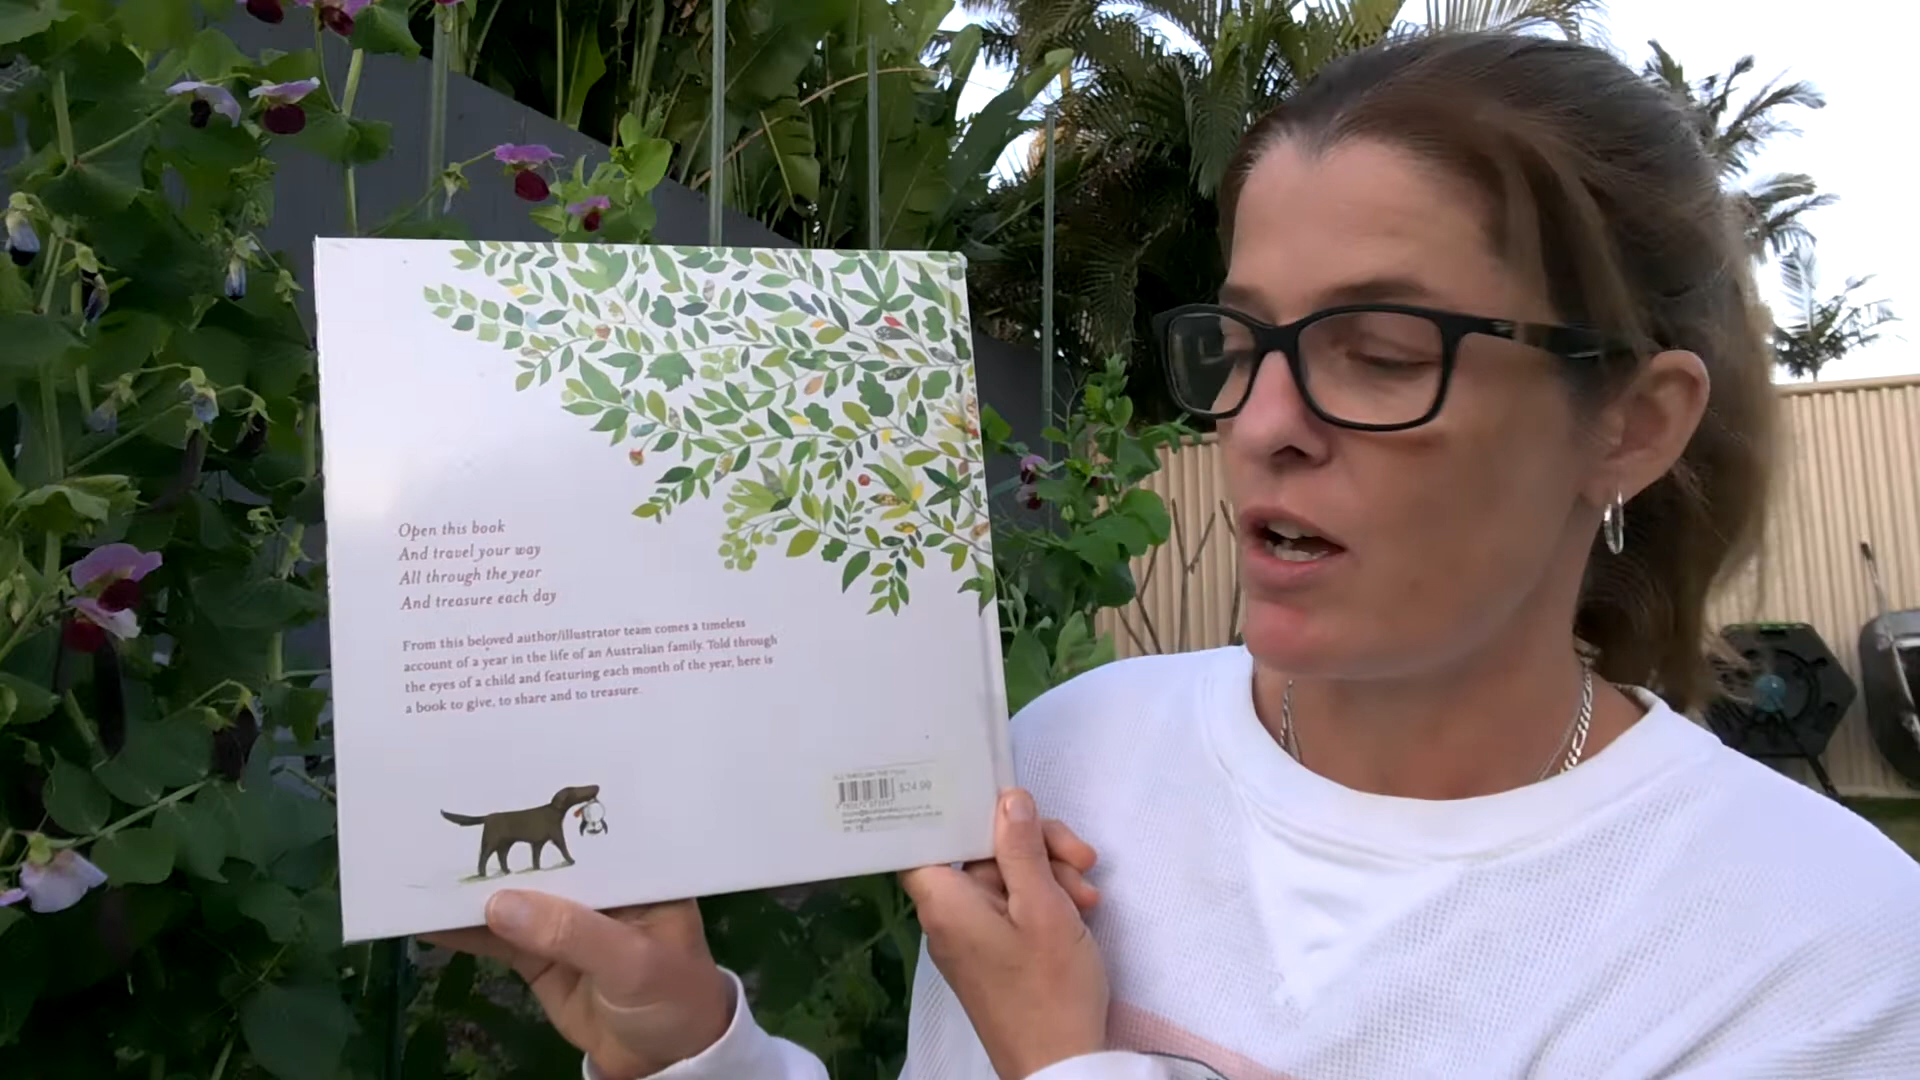 Open this book
And travel your way
All through the year
And treasure each day
From this beloved author/illustrator team comes a timeless
account of a year in the life of an Australian family. Told through
the eyes of a child and featuring each month of the year, here is
a book to give, to share and to treasure.
$24.99